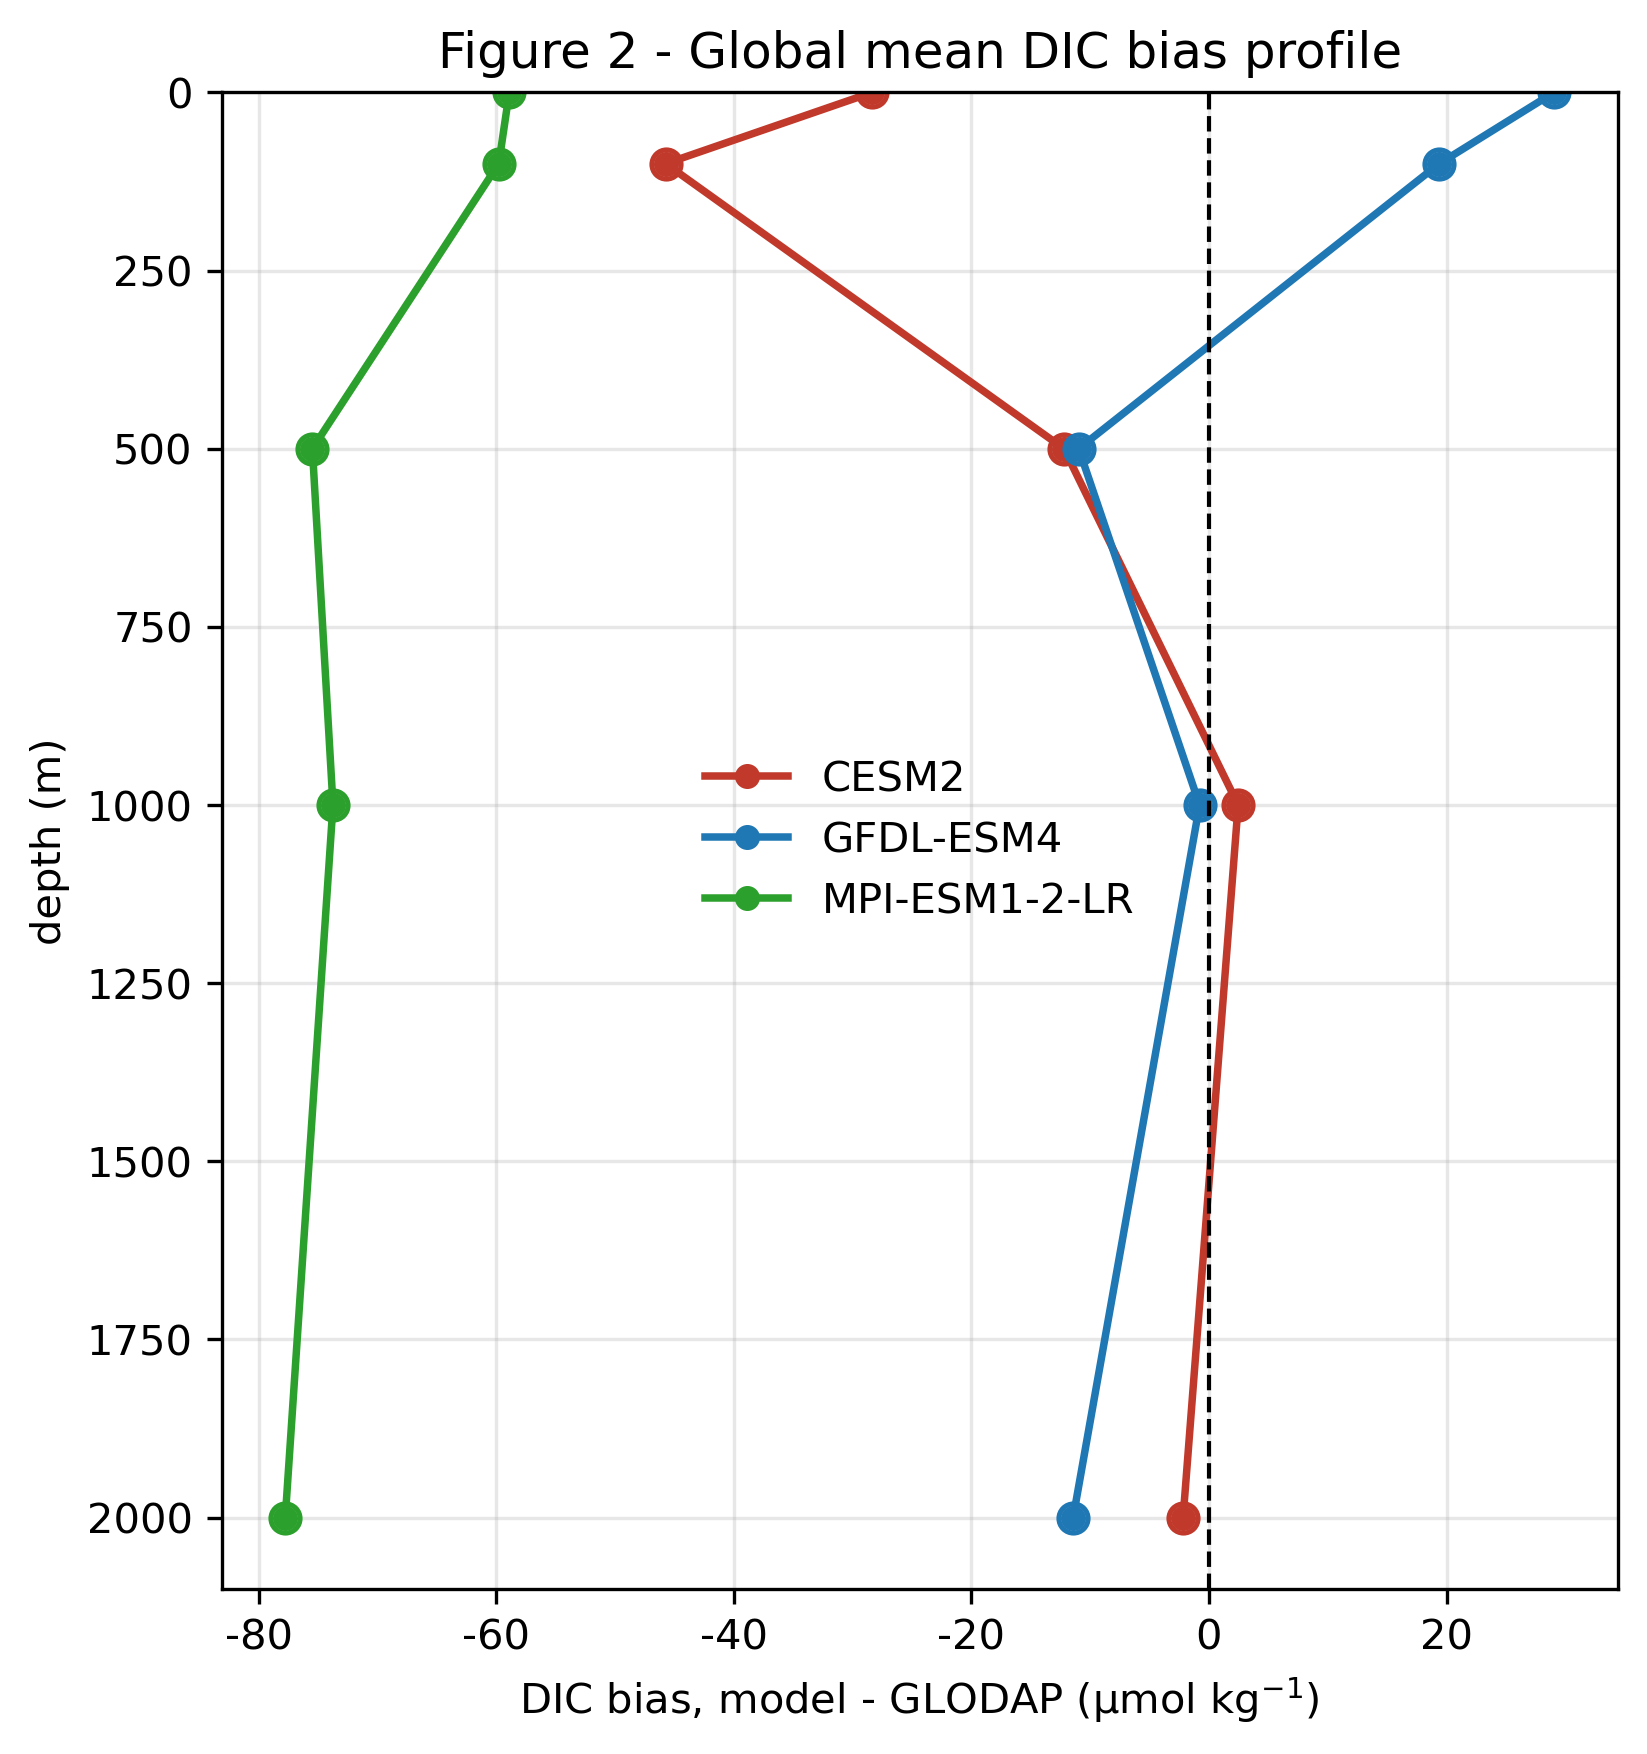 Figure 2 - Global mean DIC bias profile
0
250
500
750
1000
1250
1500
1750
2000
depth (m)
CESM2
GFDL-ESM4
MPI-ESM1-2-LR
-80 -60 -40 -20 0 20
DIC bias, model - GLODAP (µmol kg⁻¹)